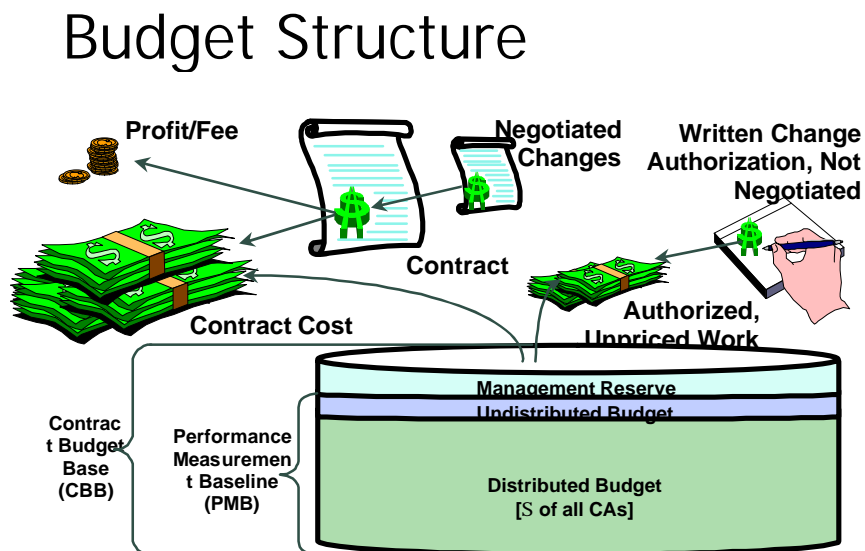 Budget Structure
Profit/Fee
Negotiated
Changes
Written Change
Authorization, Not
Negotiated
Contract
Contract Cost
Authorized,
Unpriced Work
Management Reserve
Undistributed Budget
Contrac
t Budget
Base
(CBB)
Performance
Measuremen
t Baseline
(PMB)
Distributed Budget
[S of all CAs]